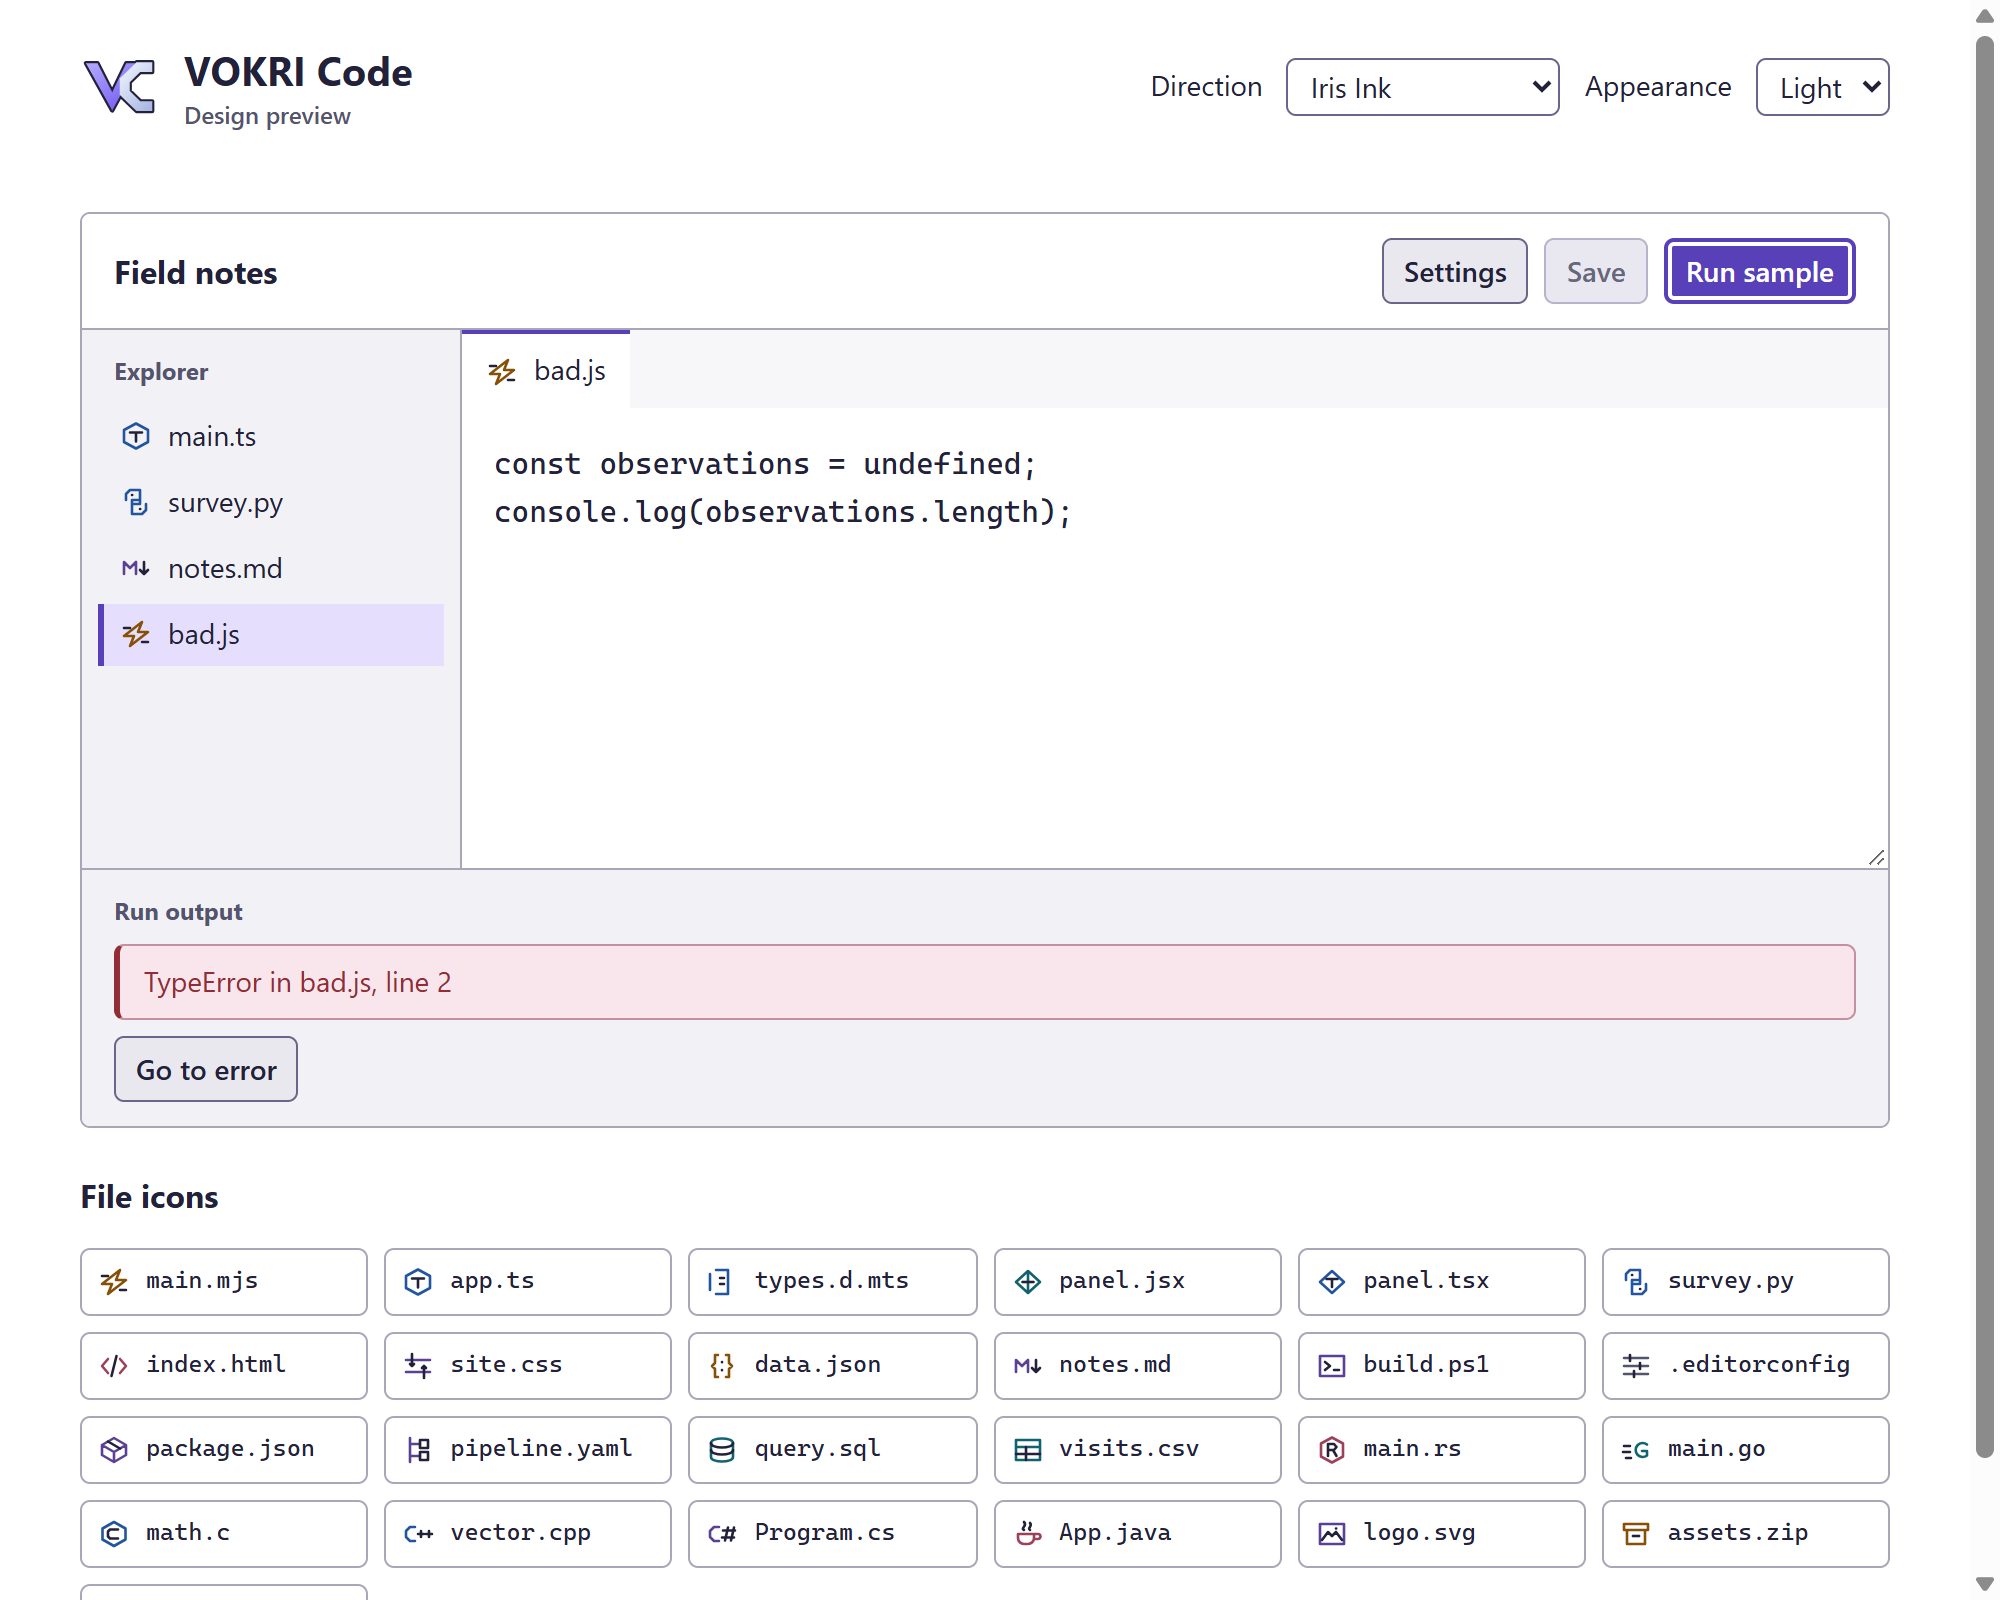 VOKRI Code
Design preview
Direction
Iris Ink
Appearance
Light
Field notes
Settings
Save
Run sample
Explorer
main.ts
survey.py
notes.md
bad.js
bad.js
const observations = undefined;
console.log(observations.length);
Run output
TypeError in bad.js, line 2
Go to error
File icons
main.mjs
app.ts
types.d.mts
panel.jsx
panel.tsx
survey.py
index.html
site.css
data.json
notes.md
build.ps1
.editorconfig
package.json
pipeline.yaml
query.sql
visits.csv
main.rs
main.go
math.c
vector.cpp
Program.cs
App.java
logo.svg
assets.zip